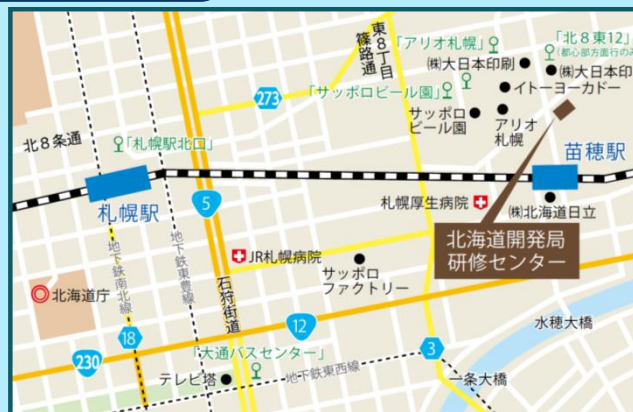 東8丁目
篠路通
「アリオ札幌」
「北8東12」
(都心部方面行のみ
㈱大日本印刷
㈱大日本印
イトーヨーカドー
273
「サッポロビール園」
サッポロ
ビール園
アリオ
札幌
北8条通
「札幌駅北口」
苗穂駅
札幌駅
5
札幌厚生病院
㈱北海道日立
北海道開発局
研修センター
地下鉄南北線
地下鉄東豊線
JR札幌病院
サッポロ
ファクトリー
北海道庁
石狩街道
12
水穂大橋
18
230
「大通バスセンター」
3
テレビ塔
地下鉄東西線
一条大橋